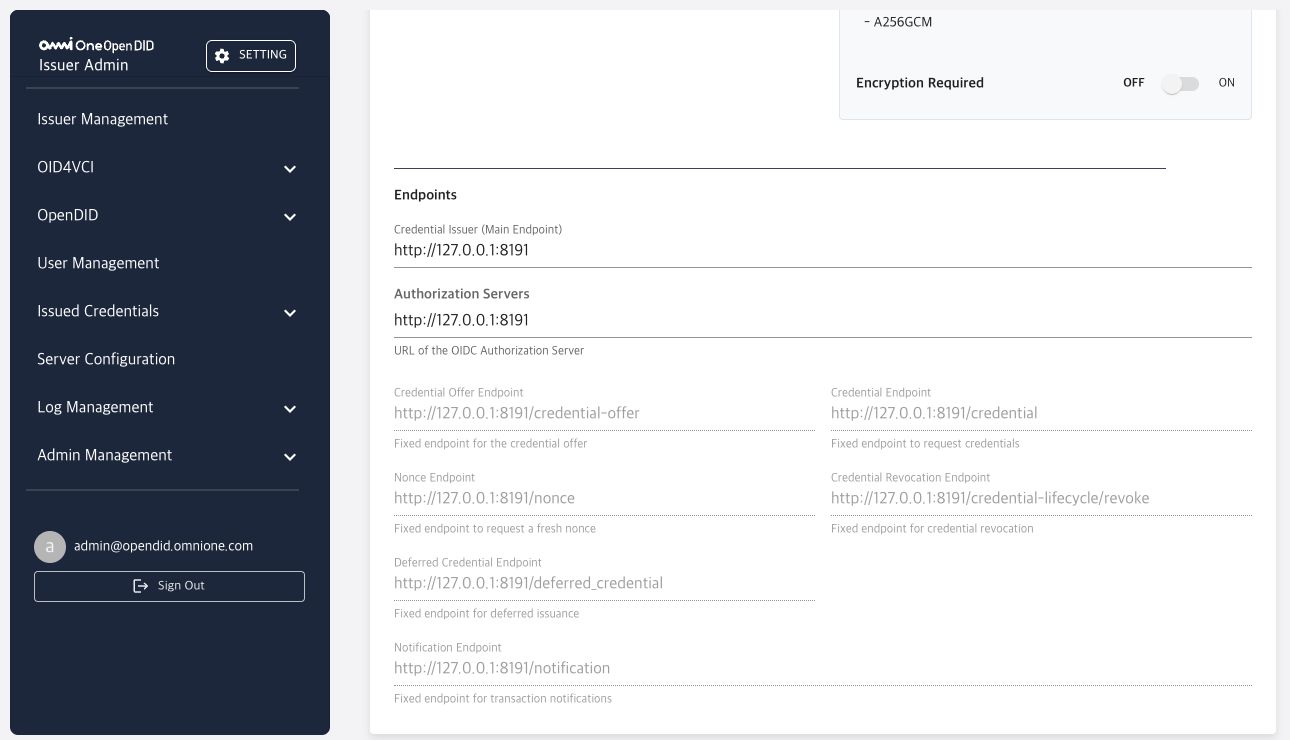 Omni One Open DID
Issuer Admin
SETTING
Issuer Management
OID4VCI
OpenDID
User Management
Issued Credentials
Server Configuration
Log Management
Admin Management
a
admin@opendid.omnione.com
Sign Out
- A256GCM
Encryption Required
OFF
ON
Endpoints
Credential Issuer (Main Endpoint)
http://127.0.0.1:8191
Authorization Servers
http://127.0.0.1:8191
URL of the OIDC Authorization Server
Credential Offer Endpoint
http://127.0.0.1:8191/credential-offer
Fixed endpoint for the credential offer
Credential Endpoint
http://127.0.0.1:8191/credential
Fixed endpoint to request credentials
Nonce Endpoint
http://127.0.0.1:8191/nonce
Fixed endpoint to request a fresh nonce
Credential Revocation Endpoint
http://127.0.0.1:8191/credential-lifecycle/revoke
Fixed endpoint for credential revocation
Deferred Credential Endpoint
http://127.0.0.1:8191/deferred_credential
Fixed endpoint for deferred issuance
Notification Endpoint
http://127.0.0.1:8191/notification
Fixed endpoint for transaction notifications